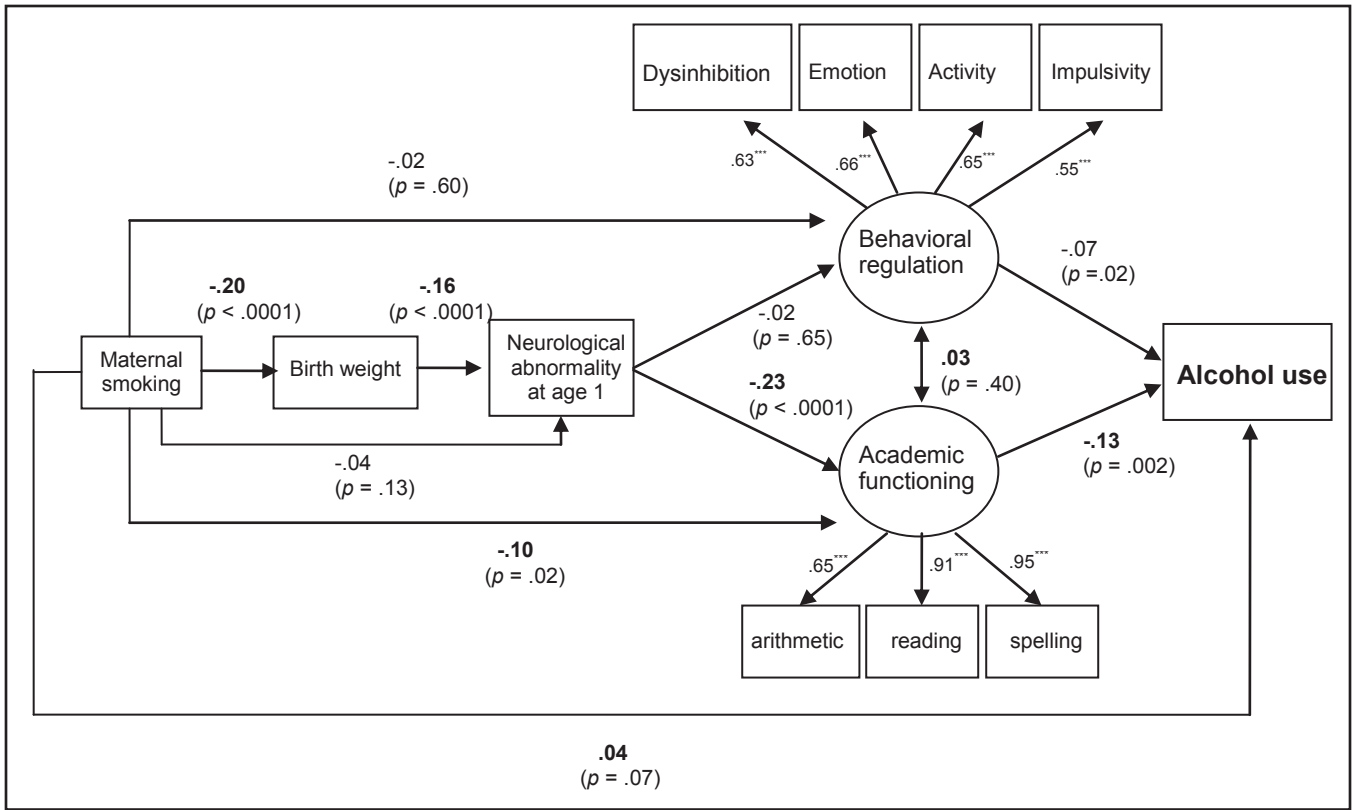 Dysinhibition
Emotion
Activity
Impulsivity
.63***
.66***
.65***
.55***
-.02
(p = .60)
Behavioral
regulation
-.07
(p =.02)
-.20
(p < .0001)
-.16
(p < .0001)
-.02
(p = .65)
Maternal
smoking
Birth weight
Neurological
abnormality
at age 1
.03
(p = .40)
Alcohol use
-.23
(p < .0001)
-.04
(p = .13)
Academic
functioning
-.13
(p = .002)
-.10
(p = .02)
.65***
.91***
.95***
arithmetic
reading
spelling
.04
(p = .07)